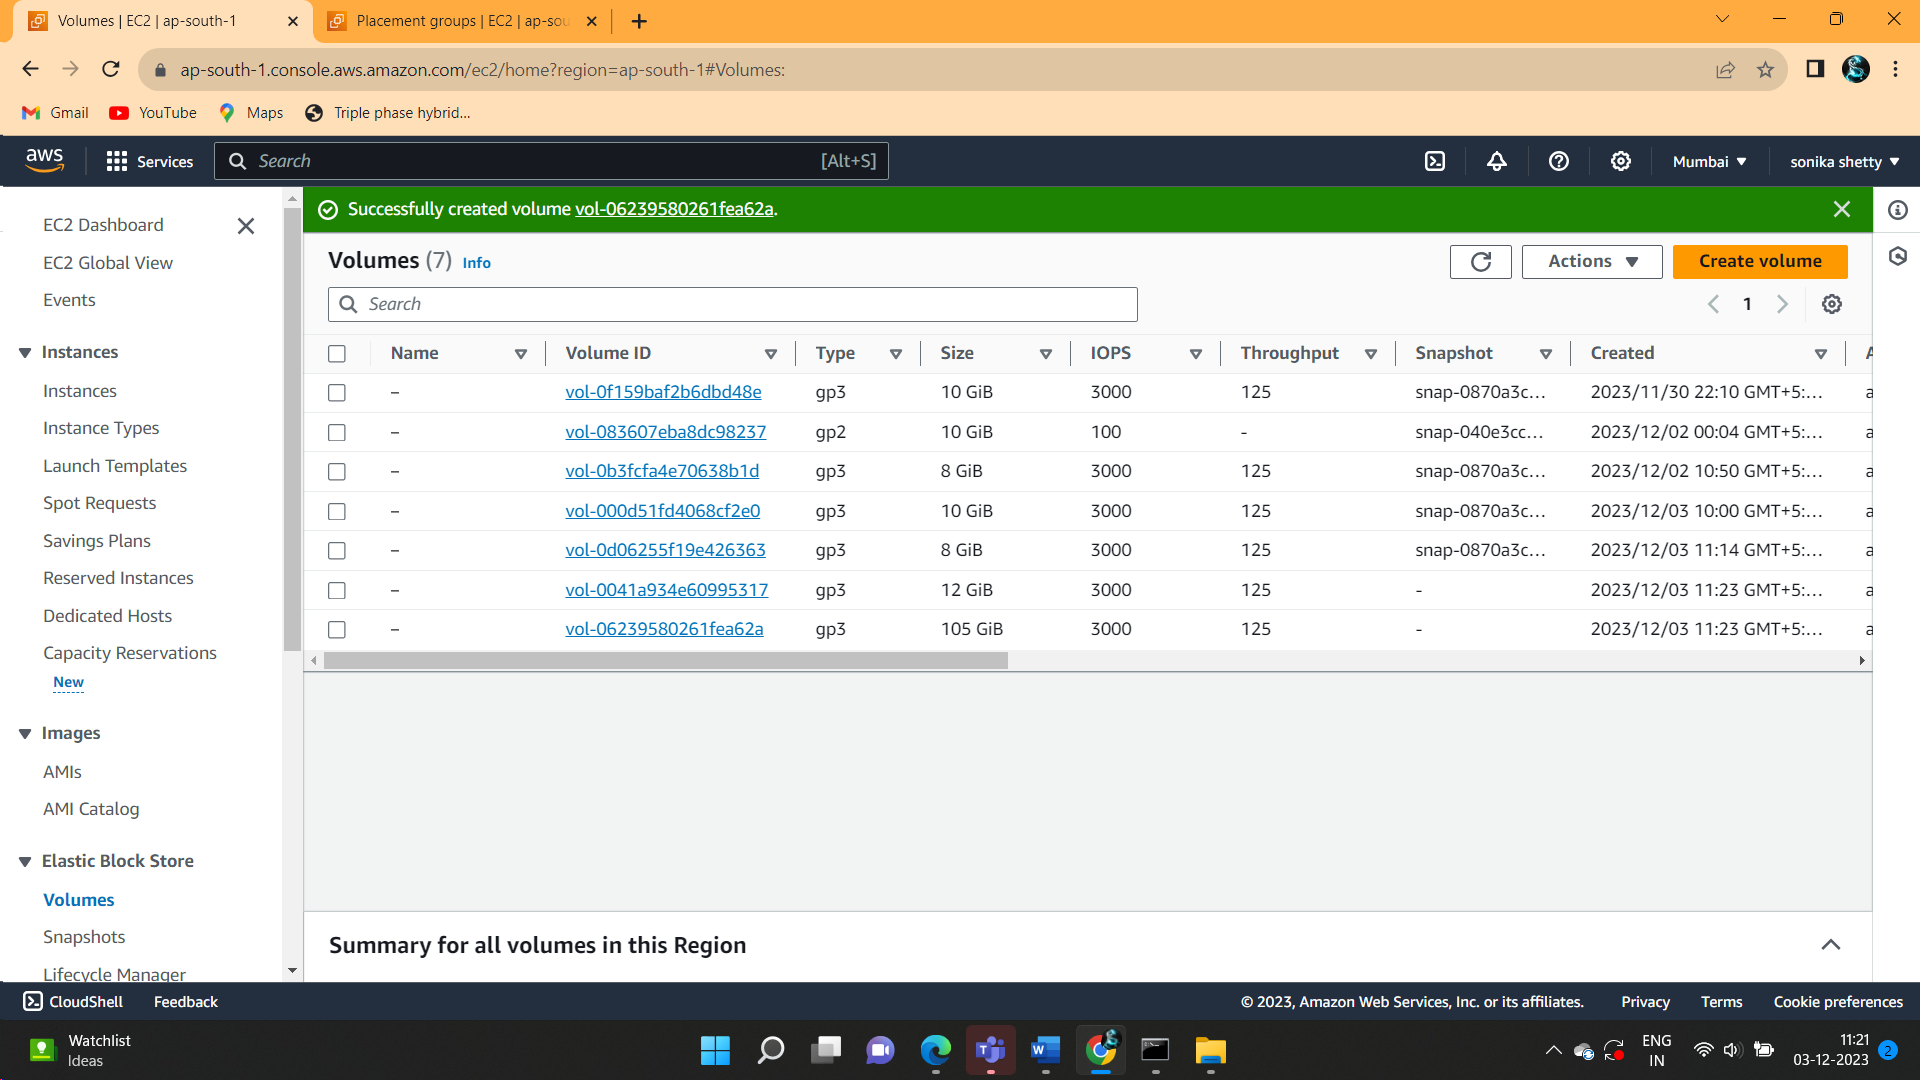 Volumes | EC2 | ap-south-1
Placement groups | EC2 | ap-sou
ap-south-1.console.aws.amazon.com/ec2/home?region=ap-south-1#Volumes:
Gmail YouTube Maps Triple phase hybrid...
aws Services Search [Alt+S] Mumbai sonika shetty
EC2 Dashboard
EC2 Global View
Events
Instances
Instances
Instance Types
Launch Templates
Spot Requests
Savings Plans
Reserved Instances
Dedicated Hosts
Capacity Reservations
New
Images
AMIs
AMI Catalog
Elastic Block Store
Volumes
Snapshots
Lifecycle Manager
Successfully created volume vol-06239580261fea62a.
Volumes (7) Info
Actions Create volume
Search
1
Name Volume ID Type Size IOPS Throughput Snapshot Created A
– vol-0f159baf2b6dbd48e gp3 10 GiB 3000 125 snap-0870a3c... 2023/11/30 22:10 GMT+5:... a
– vol-083607eba8dc98237 gp2 10 GiB 100 - snap-040e3cc... 2023/12/02 00:04 GMT+5:... a
– vol-0b3fcfa4e70638b1d gp3 8 GiB 3000 125 snap-0870a3c... 2023/12/02 10:50 GMT+5:... a
– vol-000d51fd4068cf2e0 gp3 10 GiB 3000 125 snap-0870a3c... 2023/12/03 10:00 GMT+5:... a
– vol-0d06255f19e426363 gp3 8 GiB 3000 125 snap-0870a3c... 2023/12/03 11:14 GMT+5:... a
– vol-0041a934e60995317 gp3 12 GiB 3000 125 - 2023/12/03 11:23 GMT+5:... a
– vol-06239580261fea62a gp3 105 GiB 3000 125 - 2023/12/03 11:23 GMT+5:... a
Summary for all volumes in this Region
CloudShell Feedback © 2023, Amazon Web Services, Inc. or its affiliates. Privacy Terms Cookie preferences
Watchlist
Ideas
ENG
IN
11:21
03-12-2023
2